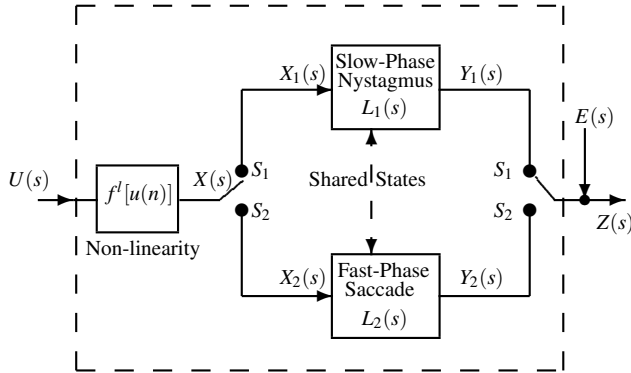 Slow-Phase
Nystagmus
L₁(s)
X₁(s)
Y₁(s)
E(s)
U(s)
fˡ[u(n)]
X(s)
S₁
S₂
Non-linearity
Shared States
S₁
S₂
Z(s)
X₂(s)
Y₂(s)
Fast-Phase
Saccade
L₂(s)